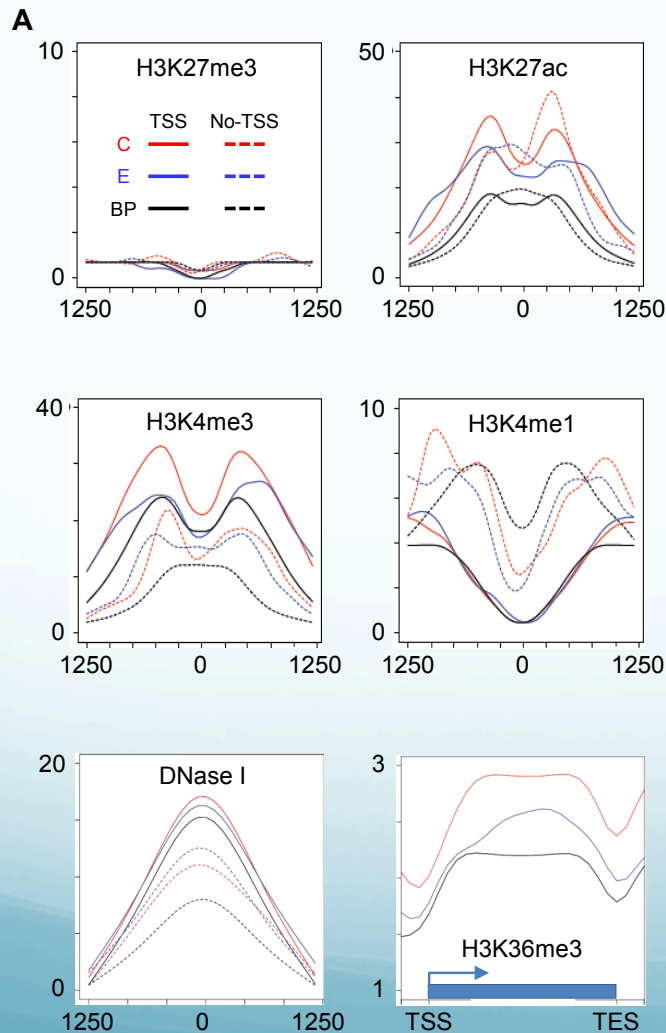 A
10
H3K27me3
TSS No-TSS
C
E
BP
0
1250 0 1250
50
H3K27ac
0
1250 0 1250
40
H3K4me3
0
1250 0 1250
10
H3K4me1
0
1250 0 1250
20
DNase I
0
1250 0 1250
3
H3K36me3
1
TSS TES